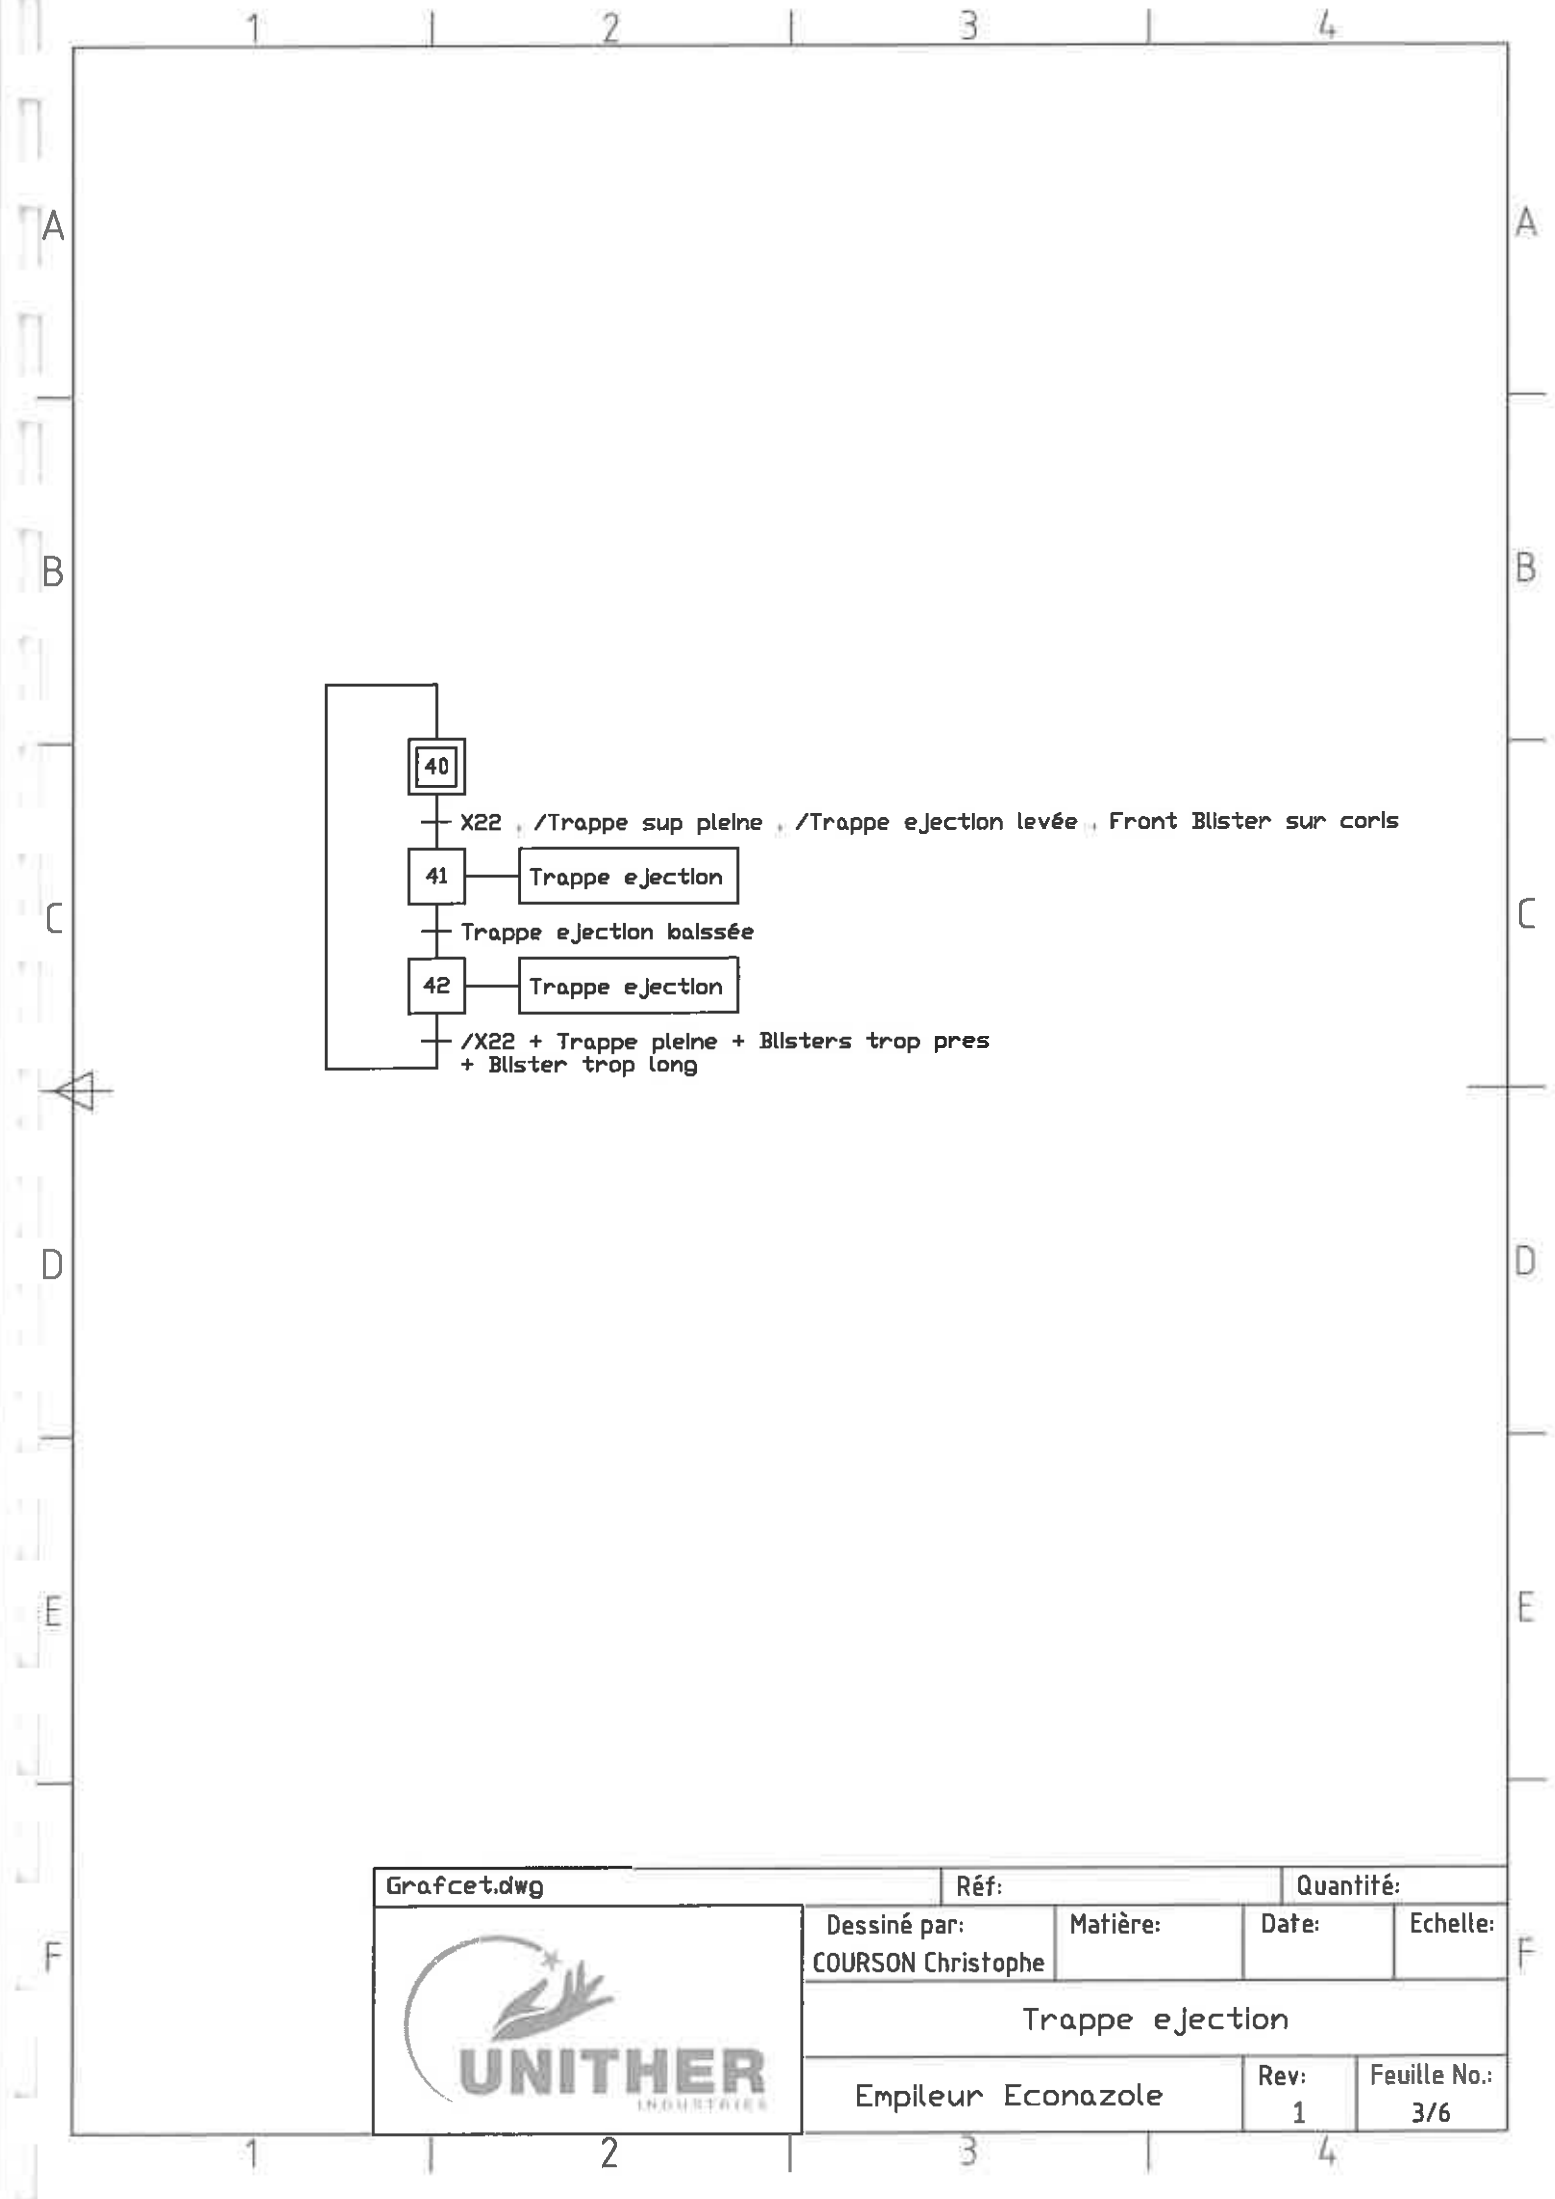 1 2 3 4
A A
B B
40
X22 . /Trappe sup pleine . /Trappe ejection levée . Front Blister sur coris
41 Trappe ejection
C C
Trappe ejection baissée
42 Trappe ejection
/X22 + Trappe pleine + Blisters trop pres
+ Blister trop long
D D
E E
Grafcet.dwg Réf: Quantité:
Dessiné par: Matière: Date: Echelle:
F F
COURSON Christophe
Trappe ejection
UNITHER
INDUSTRIES
Empileur Econazole
Rev: Feuille No.:
1 3/6
1 2 3 4